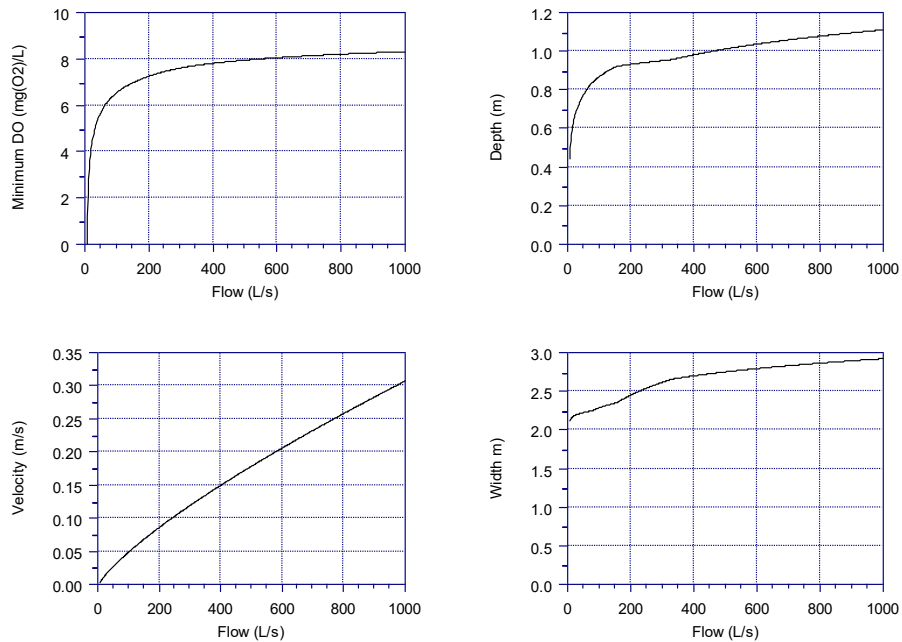 Minimum DO (mg(O2)/L)
10
8
6
4
2
0
0 200 400 600 800 1000
Flow (L/s)
Depth (m)
1.2
1.0
0.8
0.6
0.4
0.2
0.0
0 200 400 600 800 1000
Flow (L/s)
Velocity (m/s)
0.35
0.30
0.25
0.20
0.15
0.10
0.05
0.00
0 200 400 600 800 1000
Flow (L/s)
Width m)
3.0
2.5
2.0
1.5
1.0
0.5
0.0
0 200 400 600 800 1000
Flow (L/s)